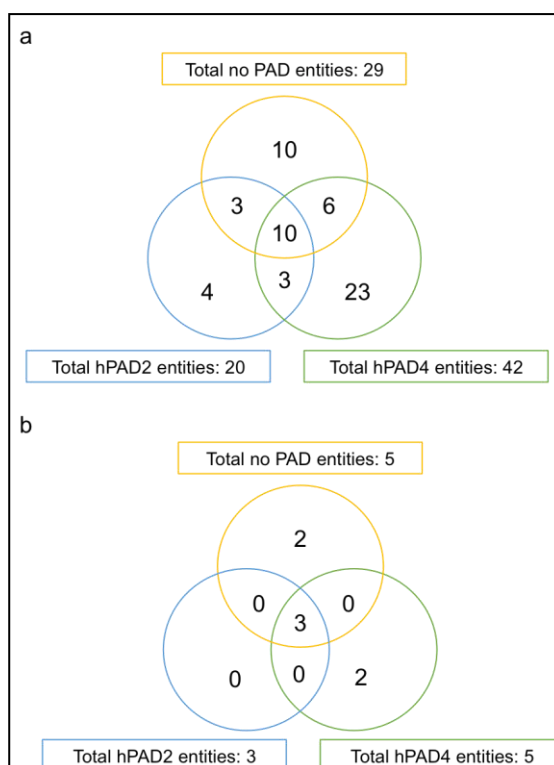 a
Total no PAD entities: 29
10
3
6
10
4
3
23
Total hPAD2 entities: 20
Total hPAD4 entities: 42
b
Total no PAD entities: 5
2
0
0
3
0
0
2
Total hPAD2 entities: 3
Total hPAD4 entities: 5